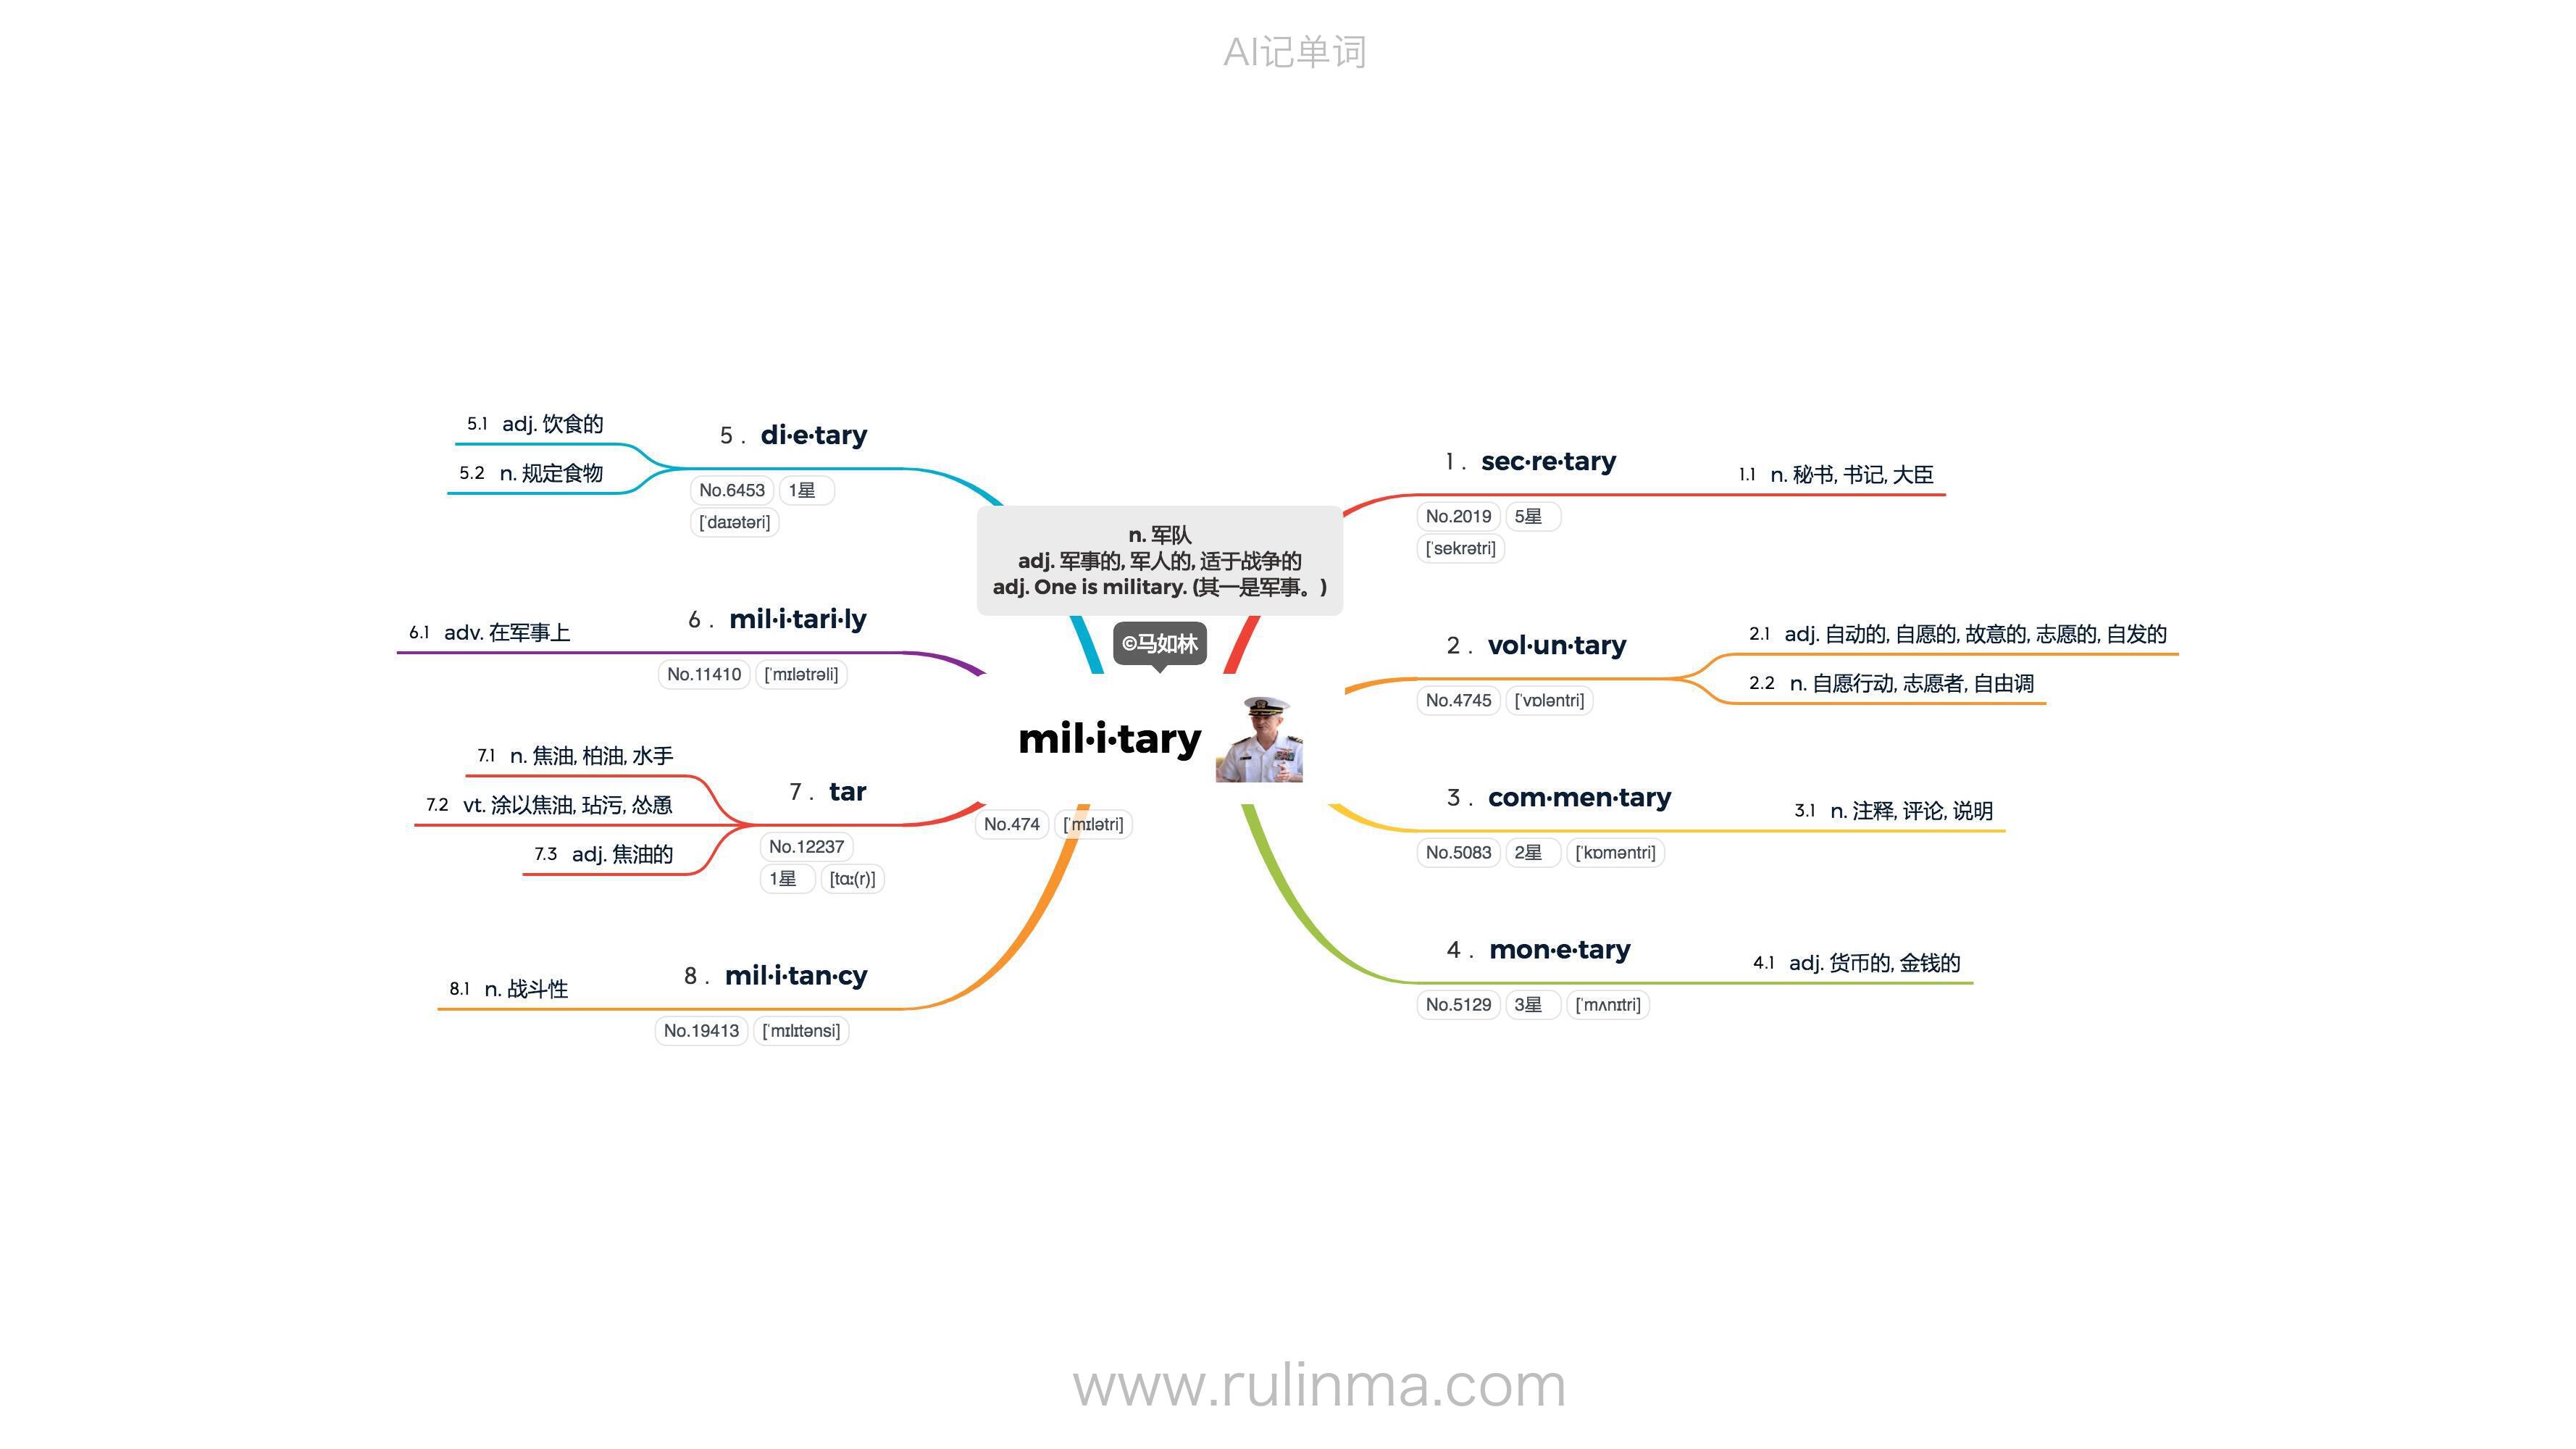 AI记单词
n. 军队
adj. 军事的, 军人的, 适于战争的
adj. One is military. (其一是军事。)
©马如林
mil·i·tary
No.474 [ˈmɪlətri]
1. sec·re·tary
No.2019 5星
[ˈsekrətri]
1.1 n. 秘书, 书记, 大臣
2. vol·un·tary
No.4745 [ˈvɒləntri]
2.1 adj. 自动的, 自愿的, 故意的, 志愿的, 自发的
2.2 n. 自愿行动, 志愿者, 自由调
3. com·men·tary
No.5083 2星 [ˈkɒməntri]
3.1 n. 注释, 评论, 说明
4. mon·e·tary
No.5129 3星 [ˈmʌnɪtri]
4.1 adj. 货币的, 金钱的
5. di·e·tary
No.6453 1星
[ˈdaɪətəri]
5.1 adj. 饮食的
5.2 n. 规定食物
6. mil·i·tari·ly
No.11410 [ˈmɪlətrəli]
6.1 adv. 在军事上
7. tar
No.12237
1星 [tɑː(r)]
7.1 n. 焦油, 柏油, 水手
7.2 vt. 涂以焦油, 玷污, 怂恿
7.3 adj. 焦油的
8. mil·i·tan·cy
No.19413 [ˈmɪlɪtənsi]
8.1 n. 战斗性
www.rulinma.com